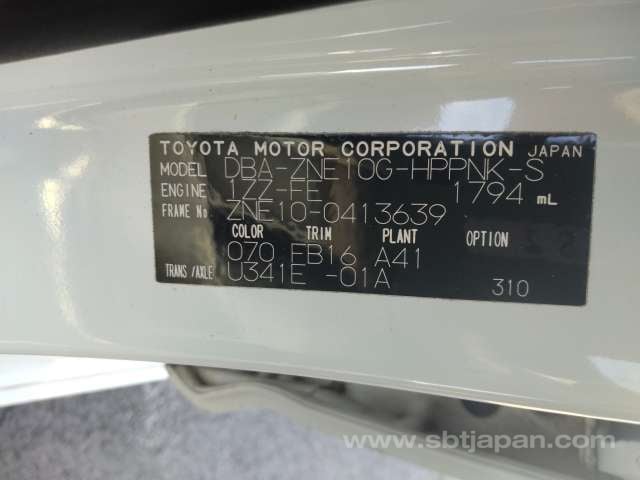 TOYOTA MOTOR CORPORATION JAPAN
MODEL DBA-ZNE10G-HPPNK-S
ENGINE 1ZZ-FE 1794 mL
FRAME No. ZNE10-0413639
COLOR TRIM PLANT OPTION
070 EB16 A41
TRANS/AXLE U341E -01A
310
www.sbtjapan.com